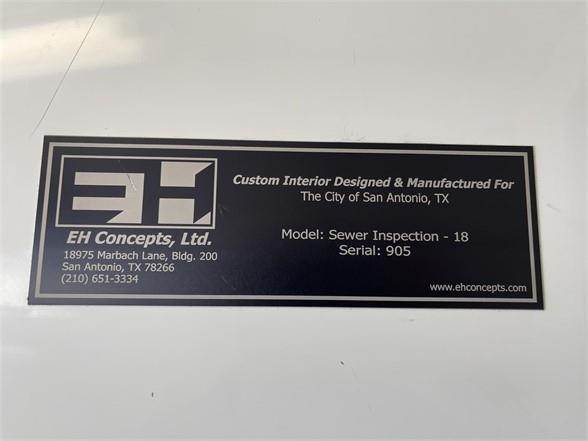 EH
EH Concepts, Ltd.
18975 Marbach Lane, Bldg. 200
San Antonio, TX 78266
(210) 651-3334
Custom Interior Designed & Manufactured For
The City of San Antonio, TX
Model: Sewer Inspection - 18
Serial: 905
www.ehconcepts.com